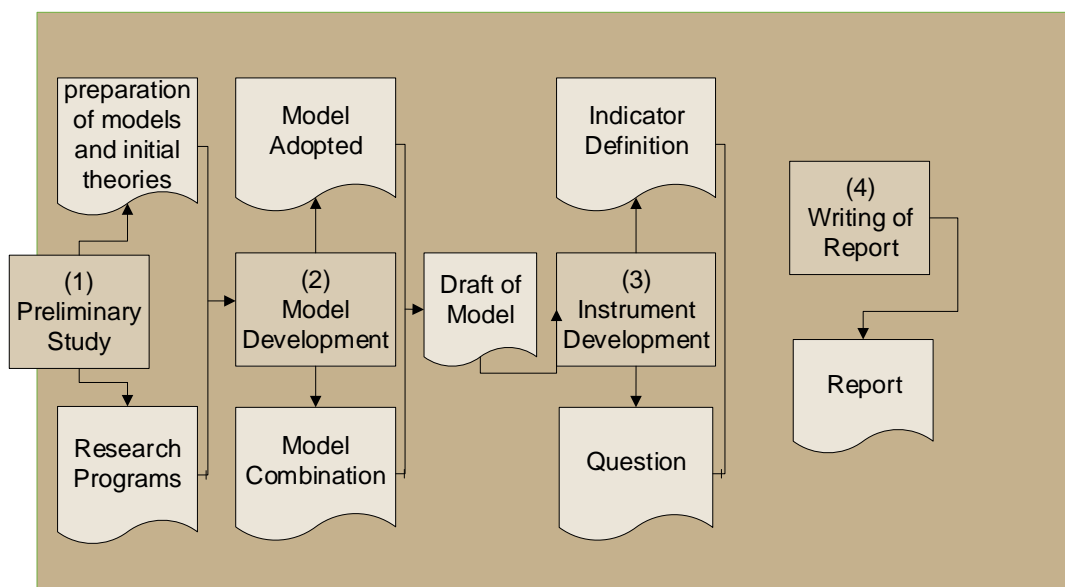 preparation
of models
and initial
theories
(1)
Preliminary
Study
Research
Programs
Model
Adopted
(2)
Model
Development
Model
Combination
Draft of
Model
Indicator
Definition
(3)
Instrument
Development
Question
(4)
Writing of
Report
Report